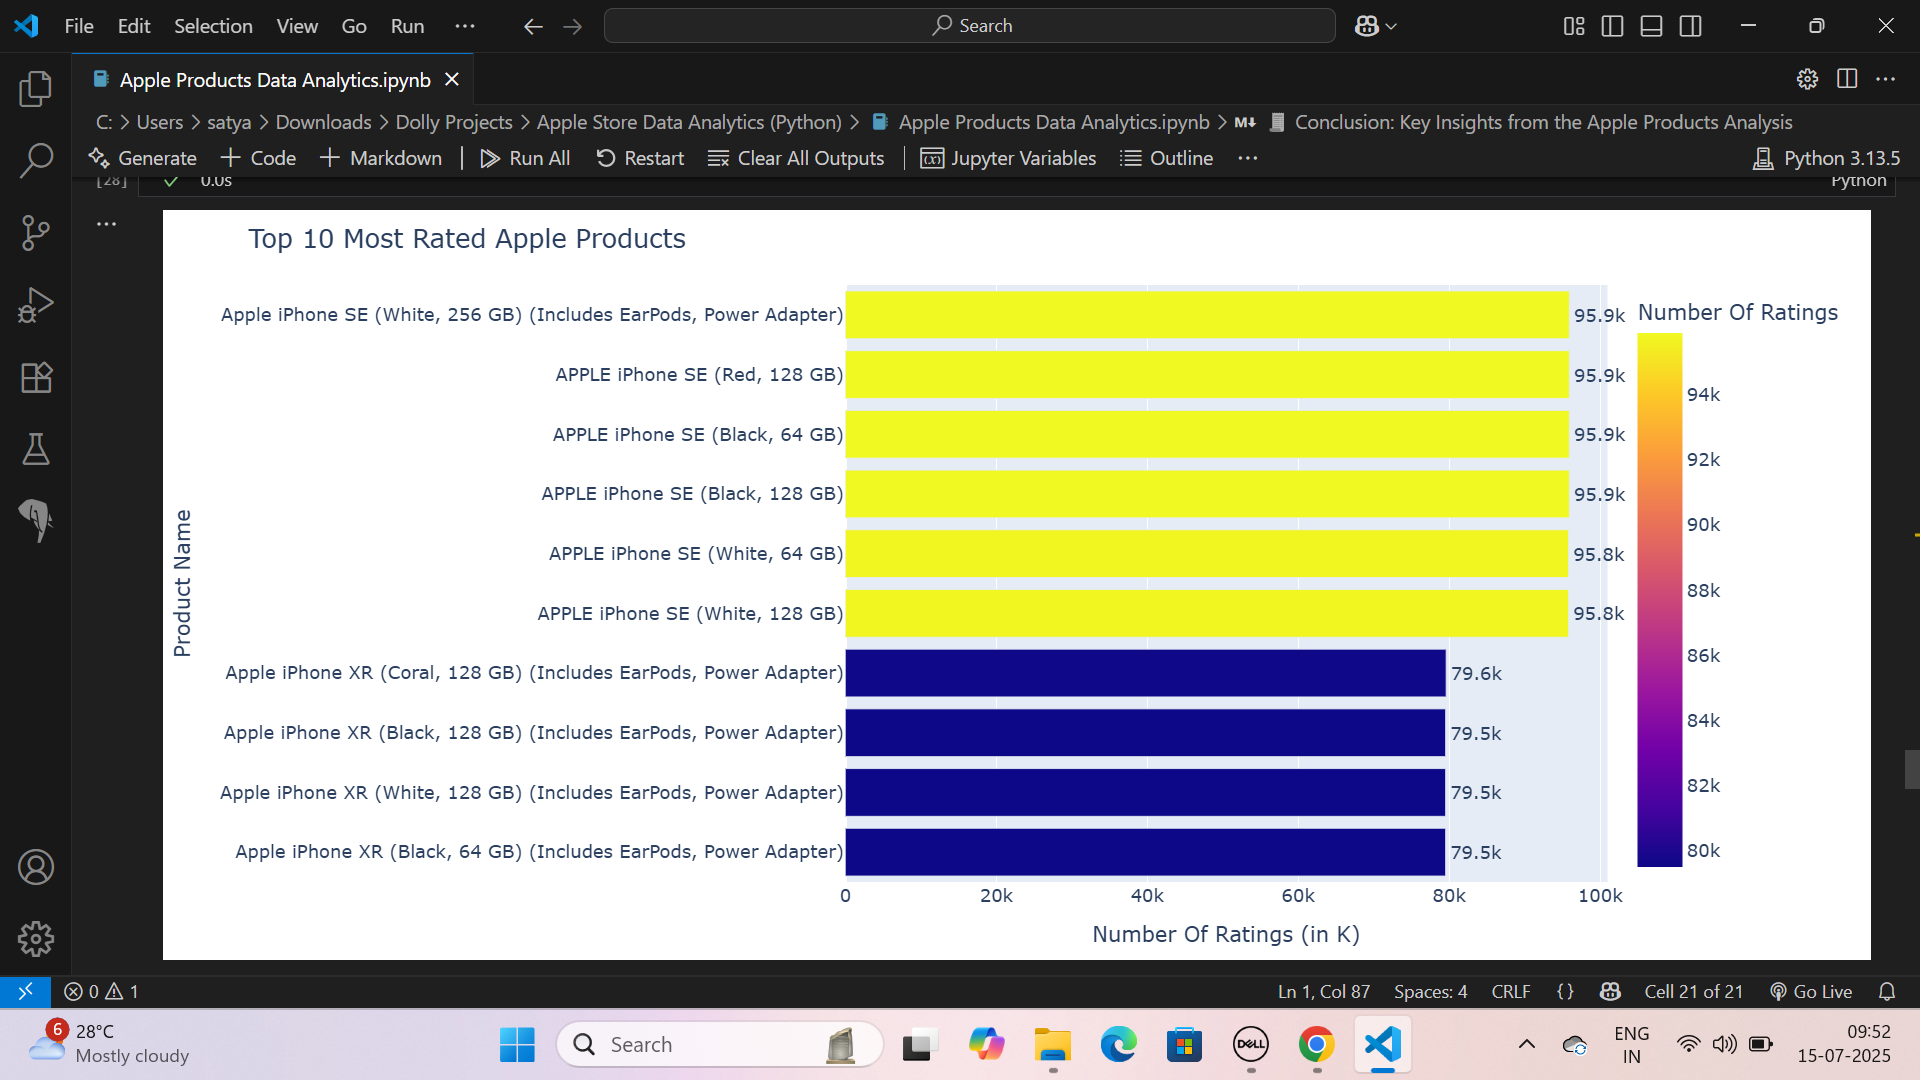 File Edit Selection View Go Run ··· Search
Apple Products Data Analytics.ipynb
C: > Users > satya > Downloads > Dolly Projects > Apple Store Data Analytics (Python) > Apple Products Data Analytics.ipynb > M↓ Conclusion: Key Insights from the Apple Products Analysis
Generate + Code + Markdown | Run All Restart Clear All Outputs | Jupyter Variables Outline ··· Python 3.13.5
[28] 0.0s Python
Top 10 Most Rated Apple Products
Apple iPhone SE (White, 256 GB) (Includes EarPods, Power Adapter) 95.9k
APPLE iPhone SE (Red, 128 GB) 95.9k
APPLE iPhone SE (Black, 64 GB) 95.9k
APPLE iPhone SE (Black, 128 GB) 95.9k
APPLE iPhone SE (White, 64 GB) 95.8k
APPLE iPhone SE (White, 128 GB) 95.8k
Apple iPhone XR (Coral, 128 GB) (Includes EarPods, Power Adapter) 79.6k
Apple iPhone XR (Black, 128 GB) (Includes EarPods, Power Adapter) 79.5k
Apple iPhone XR (White, 128 GB) (Includes EarPods, Power Adapter) 79.5k
Apple iPhone XR (Black, 64 GB) (Includes EarPods, Power Adapter) 79.5k
Product Name
0 20k 40k 60k 80k 100k
Number Of Ratings (in K)
Number Of Ratings
94k
92k
90k
88k
86k
84k
82k
80k
0 1 Ln 1, Col 87 Spaces: 4 CRLF {} Cell 21 of 21 Go Live
6 28°C
Mostly cloudy
Search
DELL
ENG
IN
09:52
15-07-2025